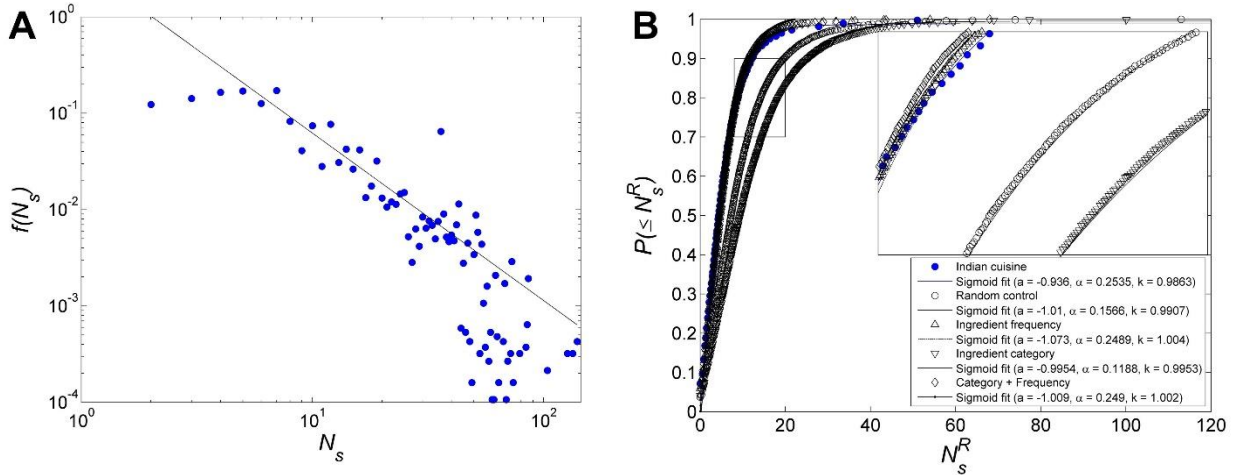 A
f(N_s)
10^0
10^-1
10^-2
10^-3
10^-4
10^0
10^1
10^2
N_s
B
P(≤ N_s^R)
1
0.9
0.8
0.7
0.6
0.5
0.4
0.3
0.2
0.1
0
0 20 40 60 80 100 120
N_s^R
Indian cuisine
Sigmoid fit (a = -0.936, α = 0.2535, k = 0.9863)
Random control
Sigmoid fit (a = -1.01, α = 0.1566, k = 0.9907)
Ingredient frequency
Sigmoid fit (a = -1.073, α = 0.2489, k = 1.004)
Ingredient category
Sigmoid fit (a = -0.9954, α = 0.1188, k = 0.9953)
Category + Frequency
Sigmoid fit (a = -1.009, α = 0.249, k = 1.002)